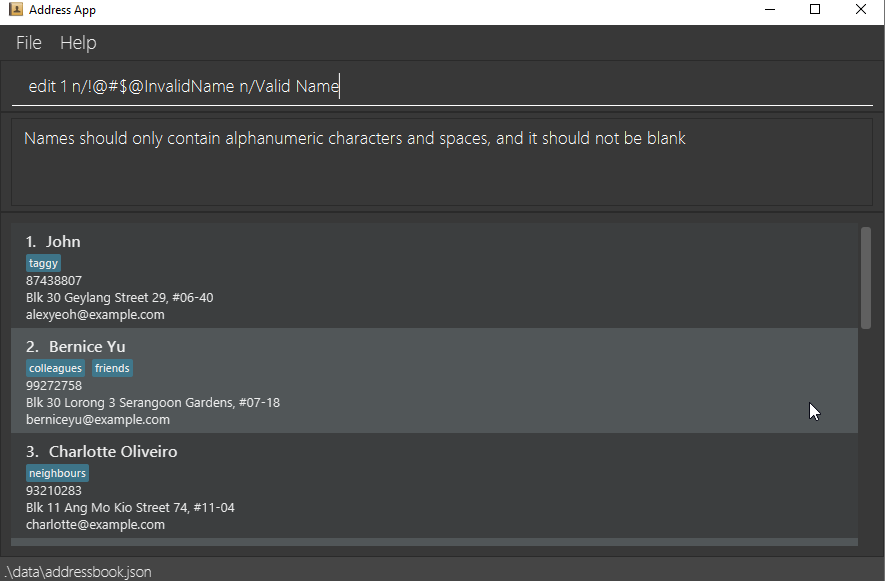 Address App
File Help
edit 1 n/!@#$@InvalidName n/Valid Name
Names should only contain alphanumeric characters and spaces, and it should not be blank
1. John
taggy
87438807
Blk 30 Geylang Street 29, #06-40
alexyeoh@example.com
2. Bernice Yu
colleagues friends
99272758
Blk 30 Lorong 3 Serangoon Gardens, #07-18
berniceyu@example.com
3. Charlotte Oliveiro
neighbours
93210283
Blk 11 Ang Mo Kio Street 74, #11-04
charlotte@example.com
.\data\addressbook.json